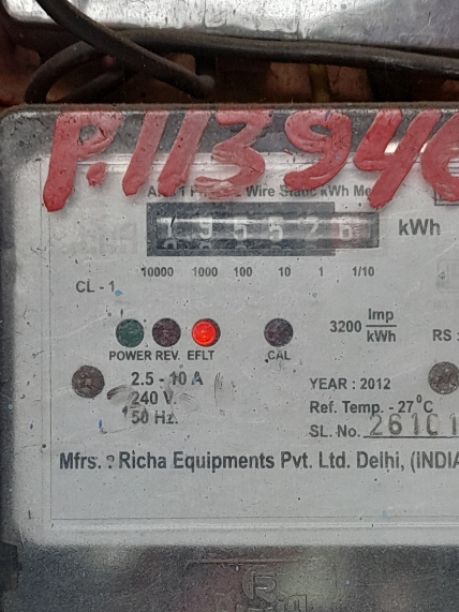 P.113940
Wire Static kWh Me
195526 kWh
10000 1000 100 10 1 1/10
CL - 1
3200 Imp
kWh
RS :
POWER REV. EFLT CAL
2.5 - 10 A
240 V.
50 Hz.
YEAR : 2012
Ref. Temp. - 27°C
SL. No. 26101
Mfrs. : Richa Equipments Pvt. Ltd. Delhi, (INDIA